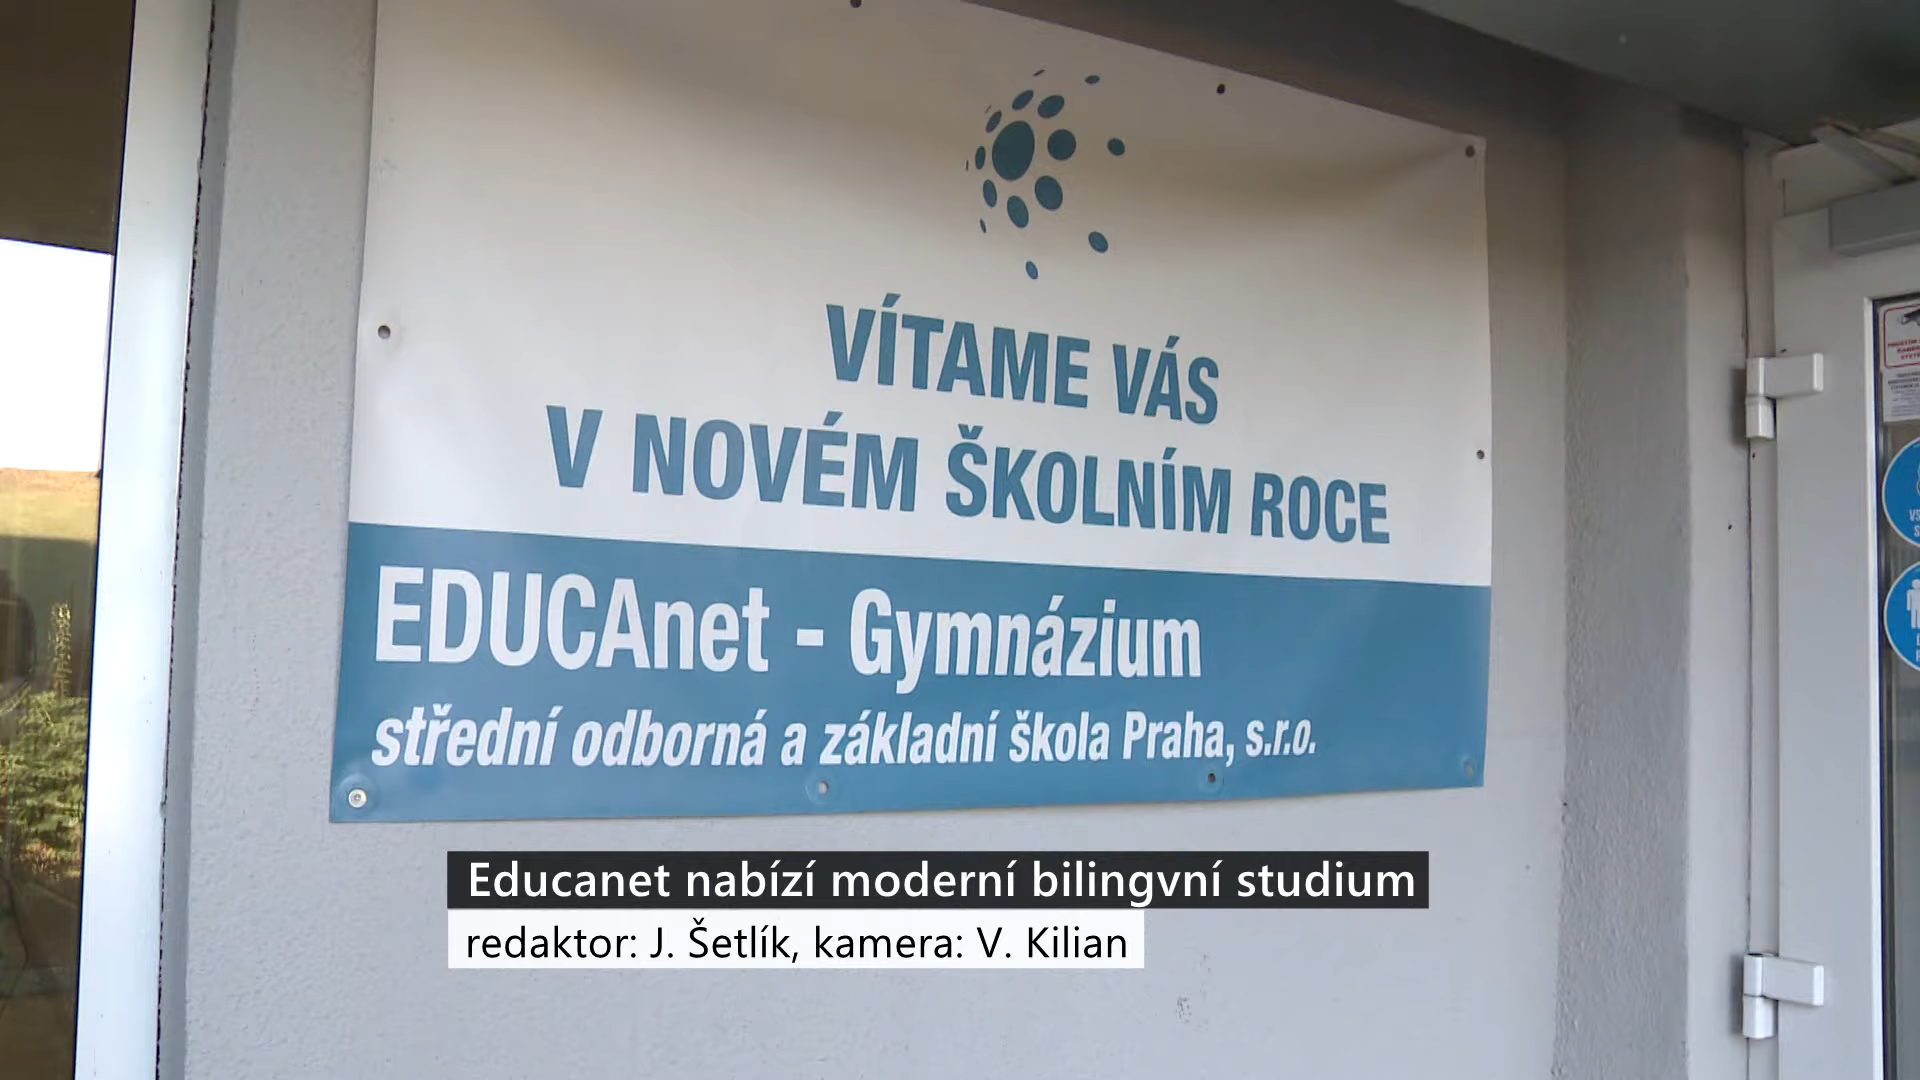 VÍTAME VÁS
V NOVÉM ŠKOLNÍM ROCE
EDUCAnet - Gymnázium
střední odborná a základní škola Praha, s.r.o.
Educanet nabízí moderní bilingvní studium
redaktor: J. Šetlík, kamera: V. Kilian